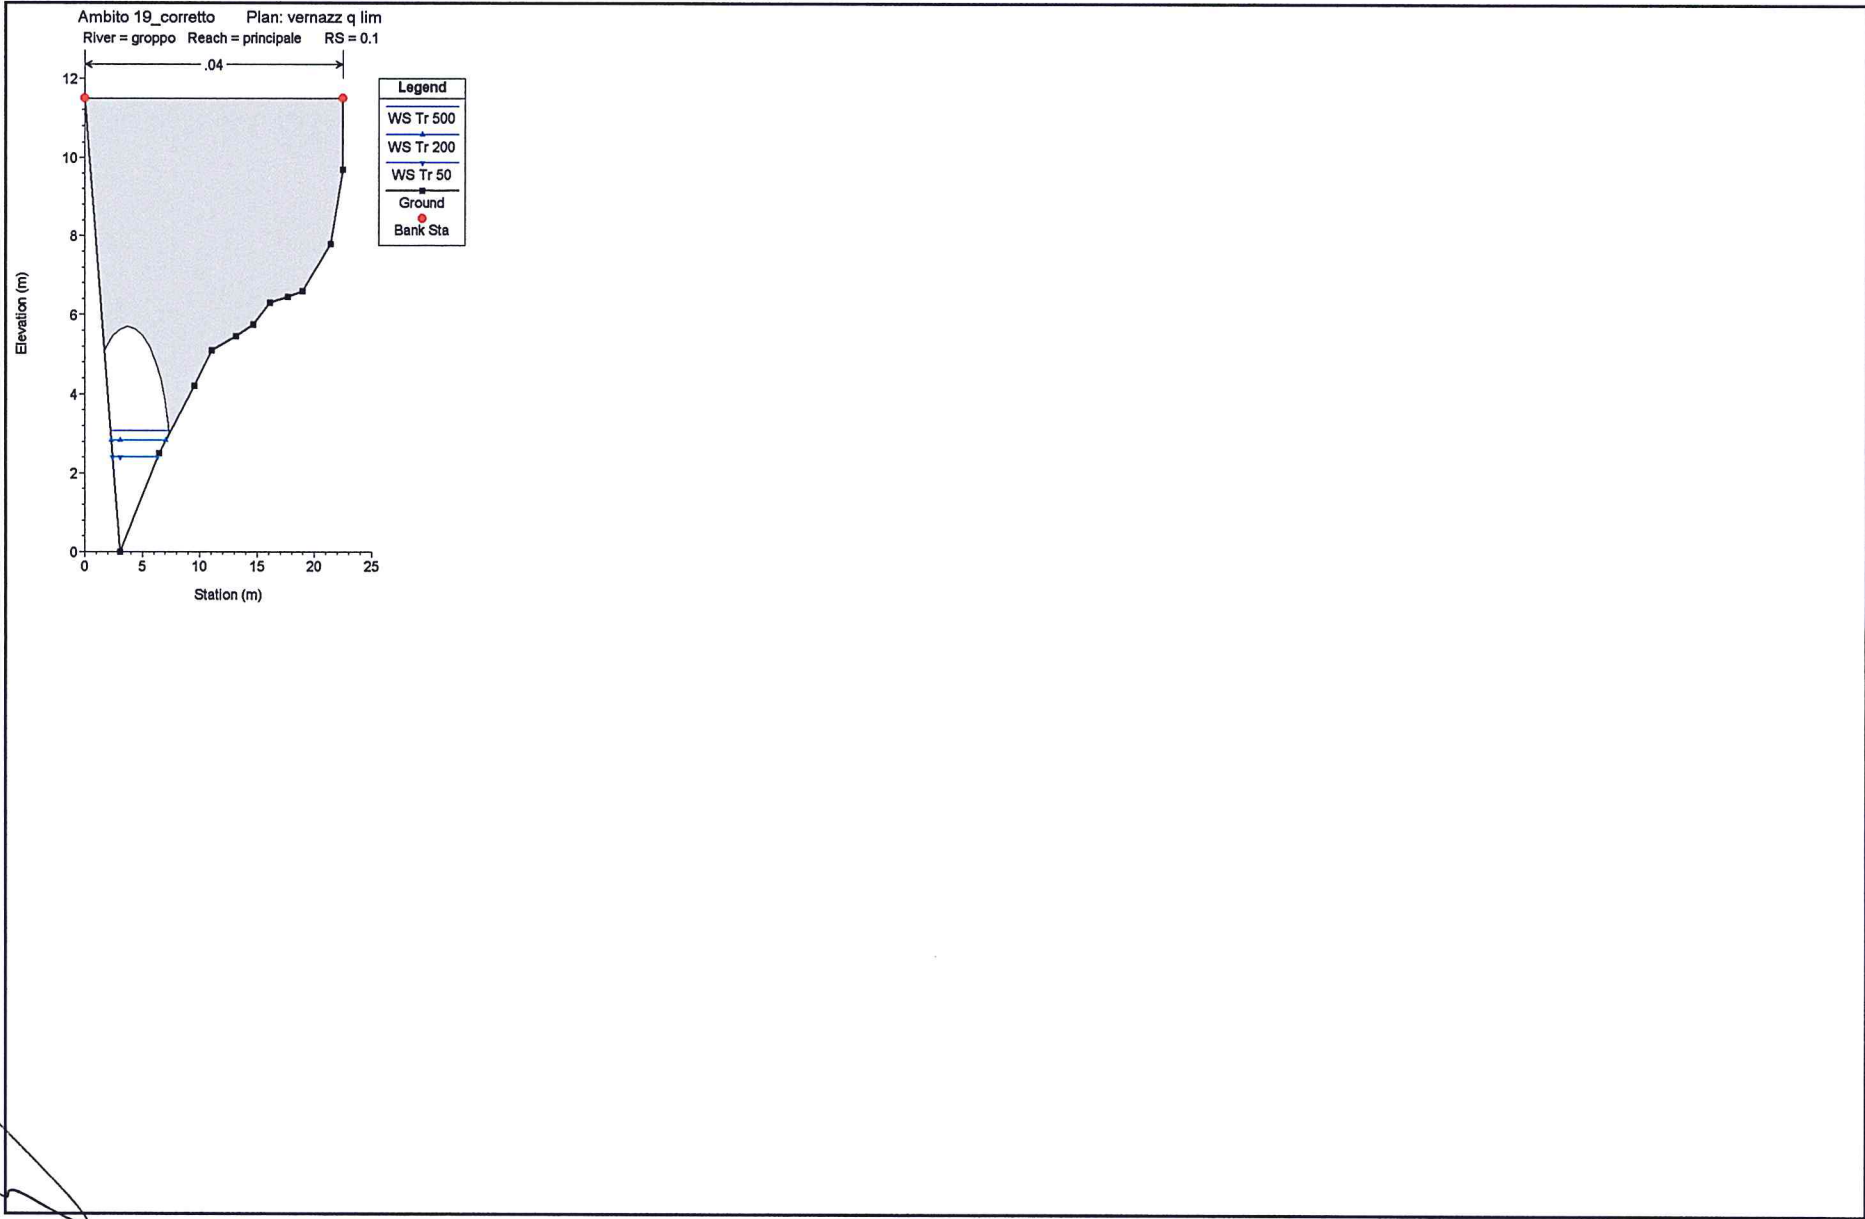 Ambito 19_corretto Plan: vernazz q lim
River = groppo Reach = principale RS = 0.1
.04
12
10
8
6
4
2
0
Elevation (m)
0 5 10 15 20 25
Station (m)
Legend
WS Tr 500
WS Tr 200
WS Tr 50
Ground
Bank Sta